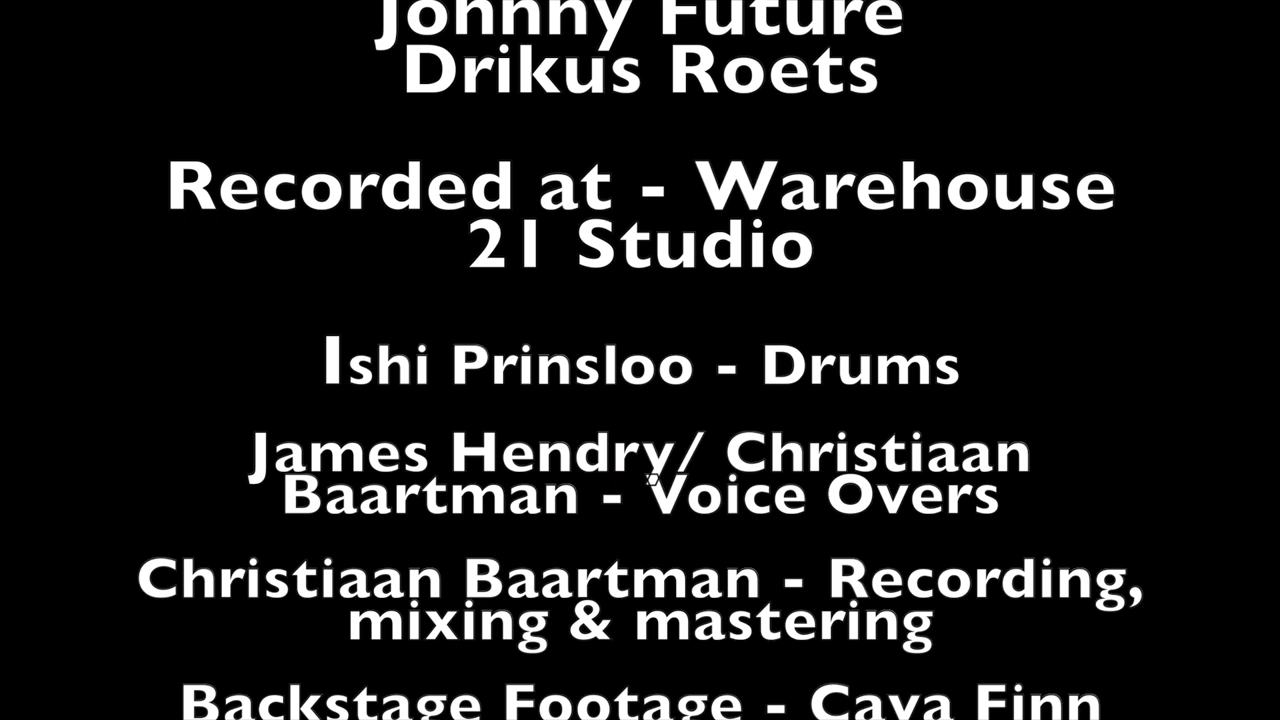 Johnny Future
Drikus Roets
Recorded at - Warehouse
21 Studio
Ishi Prinsloo - Drums
James Hendry/ Christiaan
Baartman - Voice Overs
Christiaan Baartman - Recording,
mixing & mastering
Backstage Footage - Cava Finn